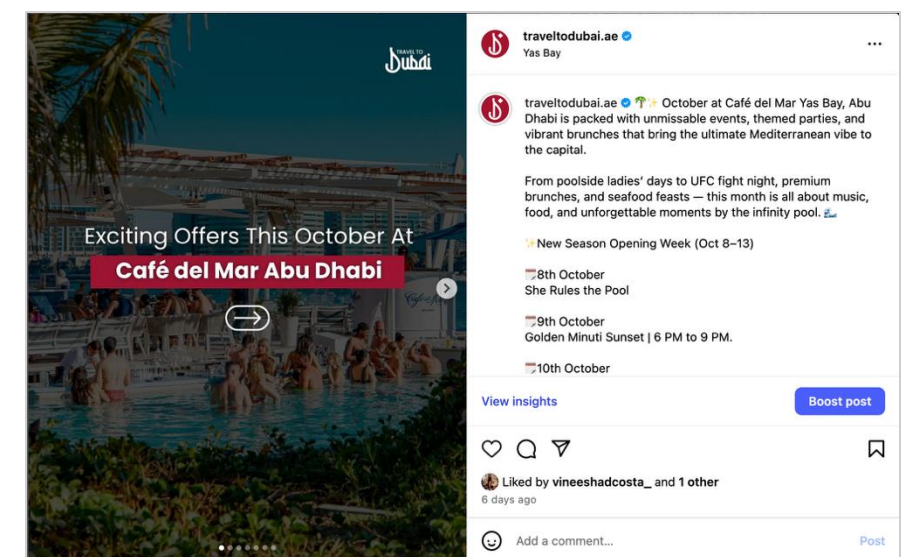 TRAVEL TO
Dubai
Exciting Offers This October At
Café del Mar Abu Dhabi
traveltodubai.ae
Yas Bay
traveltodubai.ae 🌴✨ October at Café del Mar Yas Bay, Abu
Dhabi is packed with unmissable events, themed parties, and
vibrant brunches that bring the ultimate Mediterranean vibe to
the capital.
From poolside ladies’ days to UFC fight night, premium
brunches, and seafood feasts — this month is all about music,
food, and unforgettable moments by the infinity pool. 🌊
✨New Season Opening Week (Oct 8–13)
🗓️8th October
She Rules the Pool
🗓️9th October
Golden Minuti Sunset | 6 PM to 9 PM.
🗓️10th October
View insights
Boost post
Liked by vineeshadcosta_ and 1 other
6 days ago
Add a comment...
Post